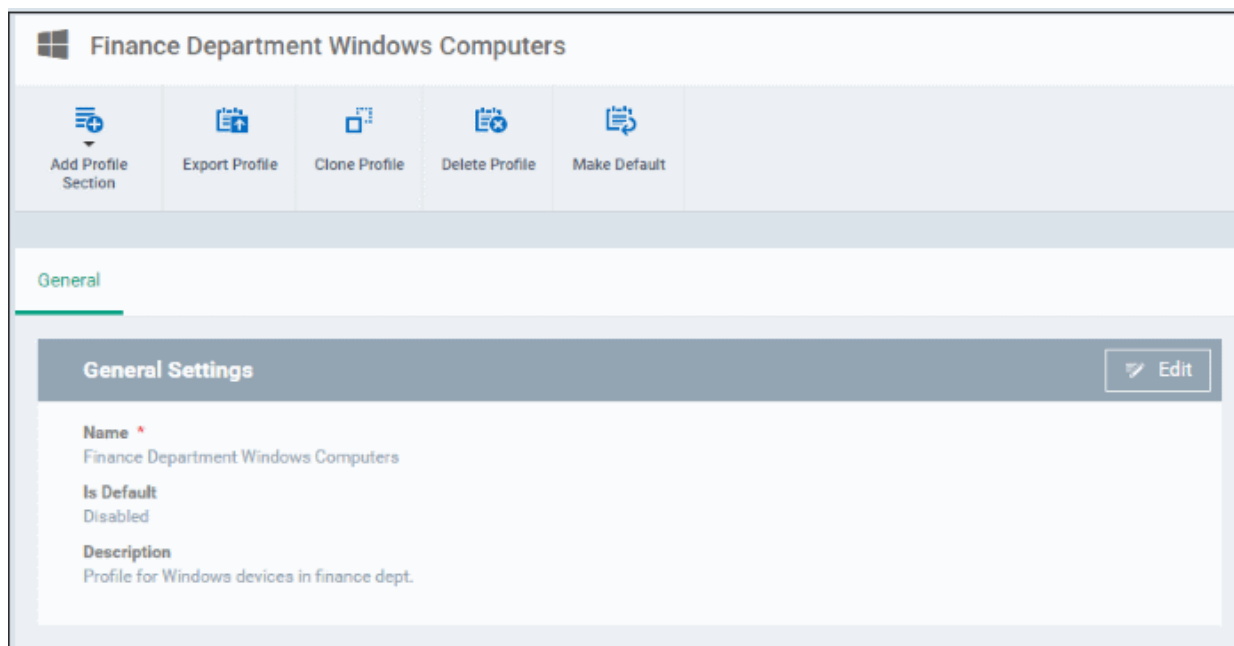 Finance Department Windows Computers
Add Profile
Section
Export Profile
Clone Profile
Delete Profile
Make Default
General
General Settings
Edit
Name *
Finance Department Windows Computers
Is Default
Disabled
Description
Profile for Windows devices in finance dept.